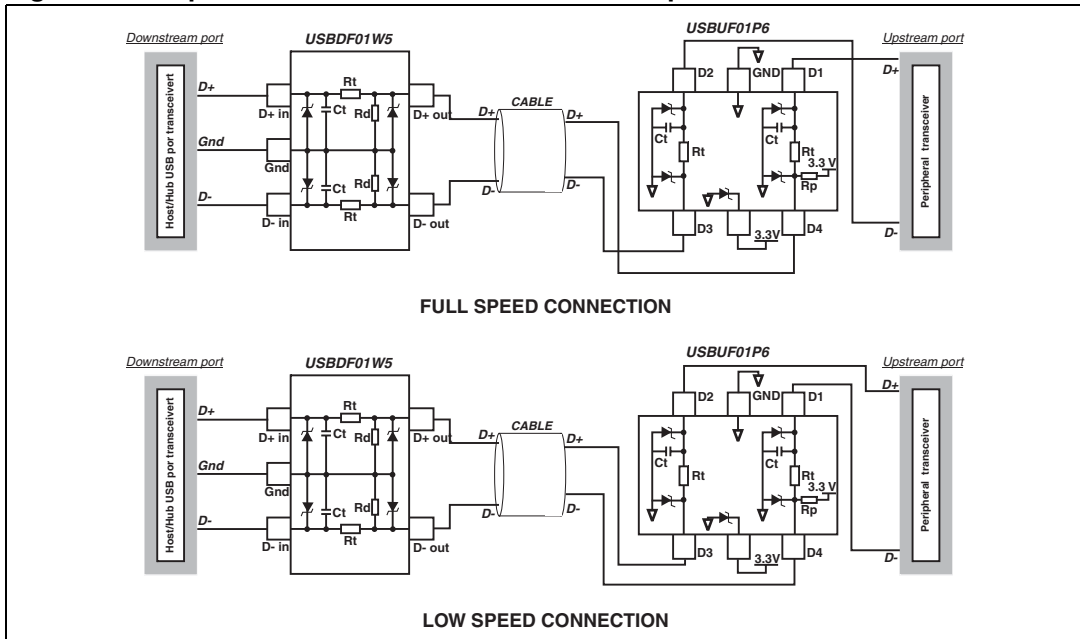 Downstream port
USBDF01W5
USBUF01P6
Upstream port
D+
Rt
D+ in
Ct
Rd
D+ out
D+
CABLE
D+
D2
GND
D1
D+
Host/Hub USB por transceivert
Gnd
Gnd
Ct
Rt
Ct
Rt
3.3 V
Rp
Peripheral transceiver
D-
Ct
Rd
D- in
Rt
D- out
D-
D-
D3
3.3V
D4
D-
FULL SPEED CONNECTION
Downstream port
USBDF01W5
USBUF01P6
Upstream port
D+
Rt
D+ in
Ct
Rd
D+ out
D+
CABLE
D+
D2
GND
D1
D+
Host/Hub USB por transceivert
Gnd
Gnd
Ct
Rt
Ct
Rt
3.3 V
Rp
Peripheral transceiver
D-
Ct
Rd
D- in
Rt
D- out
D-
D-
D3
3.3V
D4
D-
LOW SPEED CONNECTION